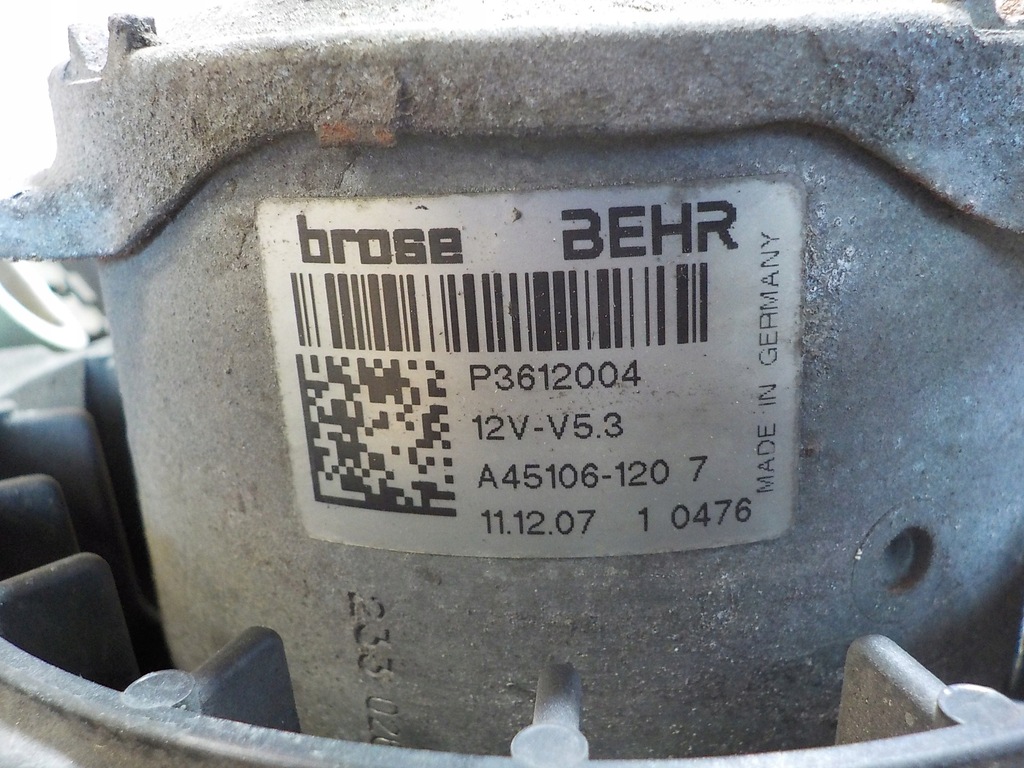 brose BEHR
P3612004
12V-V5.3
A45106-120 7
11.12.07 1 0476
MADE IN GERMANY